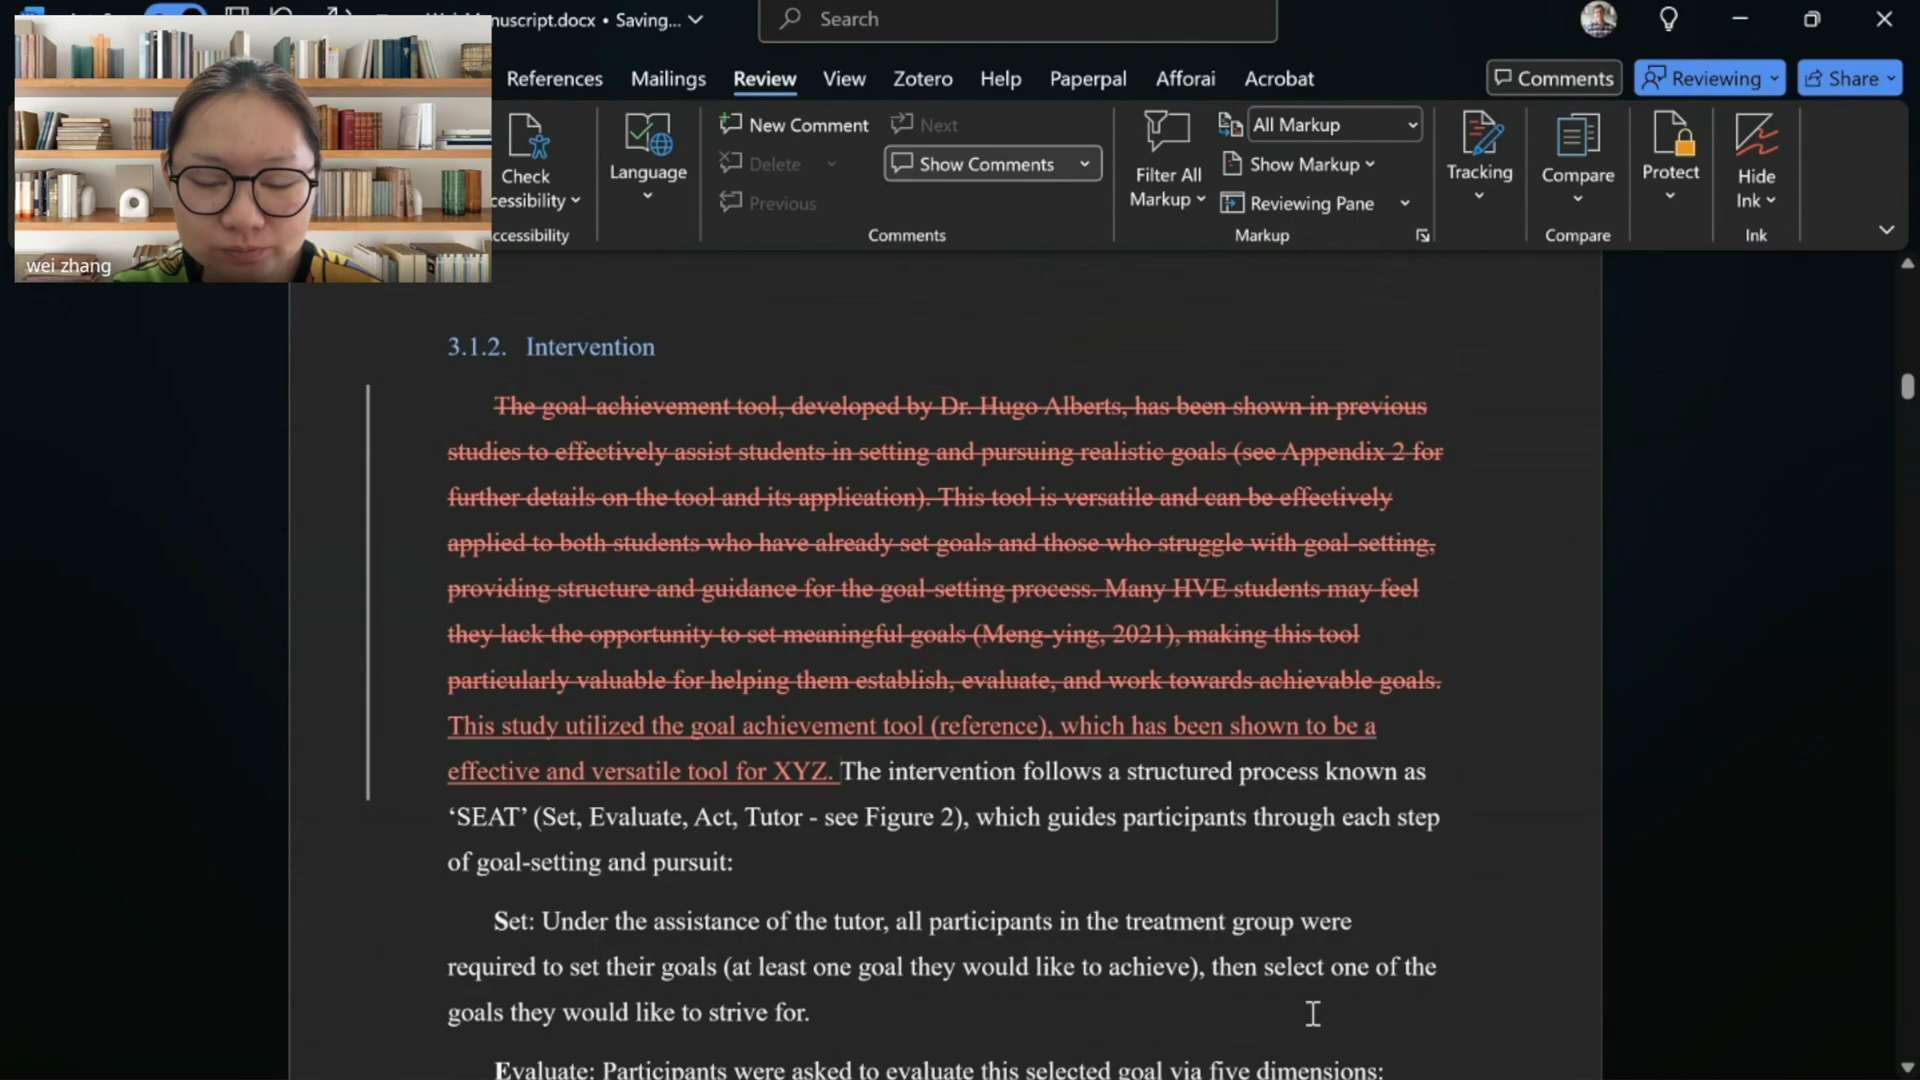 nuscript.docx • Saving...
Search
References Mailings Review View Zotero Help Paperpal Afforai Acrobat
Comments Reviewing Share
Check
cessibility
ccessibility
Language
New Comment
Delete
Previous
Next
Show Comments
Comments
Filter All
Markup
All Markup
Show Markup
Reviewing Pane
Markup
Tracking
Compare
Compare
Protect
Hide
Ink
Ink
wei zhang
3.1.2. Intervention
The goal-achievement tool, developed by Dr. Hugo Alberts, has been shown in previous
studies to effectively assist students in setting and pursuing realistic goals (see Appendix 2 for
further details on the tool and its application). This tool is versatile and can be effectively
applied to both students who have already set goals and those who struggle with goal-setting,
providing structure and guidance for the goal-setting process. Many HVE students may feel
they lack the opportunity to set meaningful goals (Meng-ying, 2021), making this tool
particularly valuable for helping them establish, evaluate, and work towards achievable goals.
This study utilized the goal achievement tool (reference), which has been shown to be a
effective and versatile tool for XYZ. The intervention follows a structured process known as
‘SEAT’ (Set, Evaluate, Act, Tutor - see Figure 2), which guides participants through each step
of goal-setting and pursuit:
Set: Under the assistance of the tutor, all participants in the treatment group were
required to set their goals (at least one goal they would like to achieve), then select one of the
goals they would like to strive for.
Evaluate: Participants were asked to evaluate this selected goal via five dimensions: